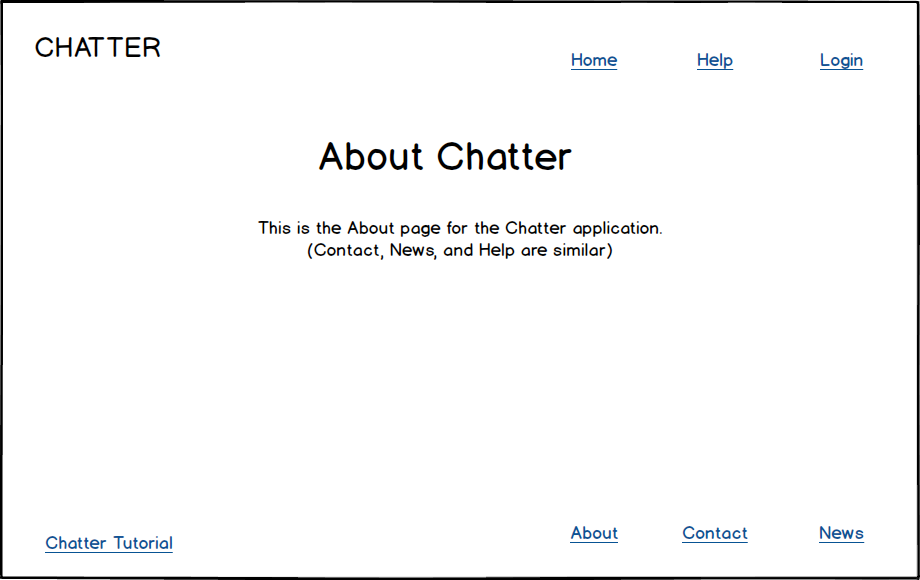 CHATTER
Home Help Login
About Chatter
This is the About page for the Chatter application.
(Contact, News, and Help are similar)
Chatter Tutorial
About Contact News